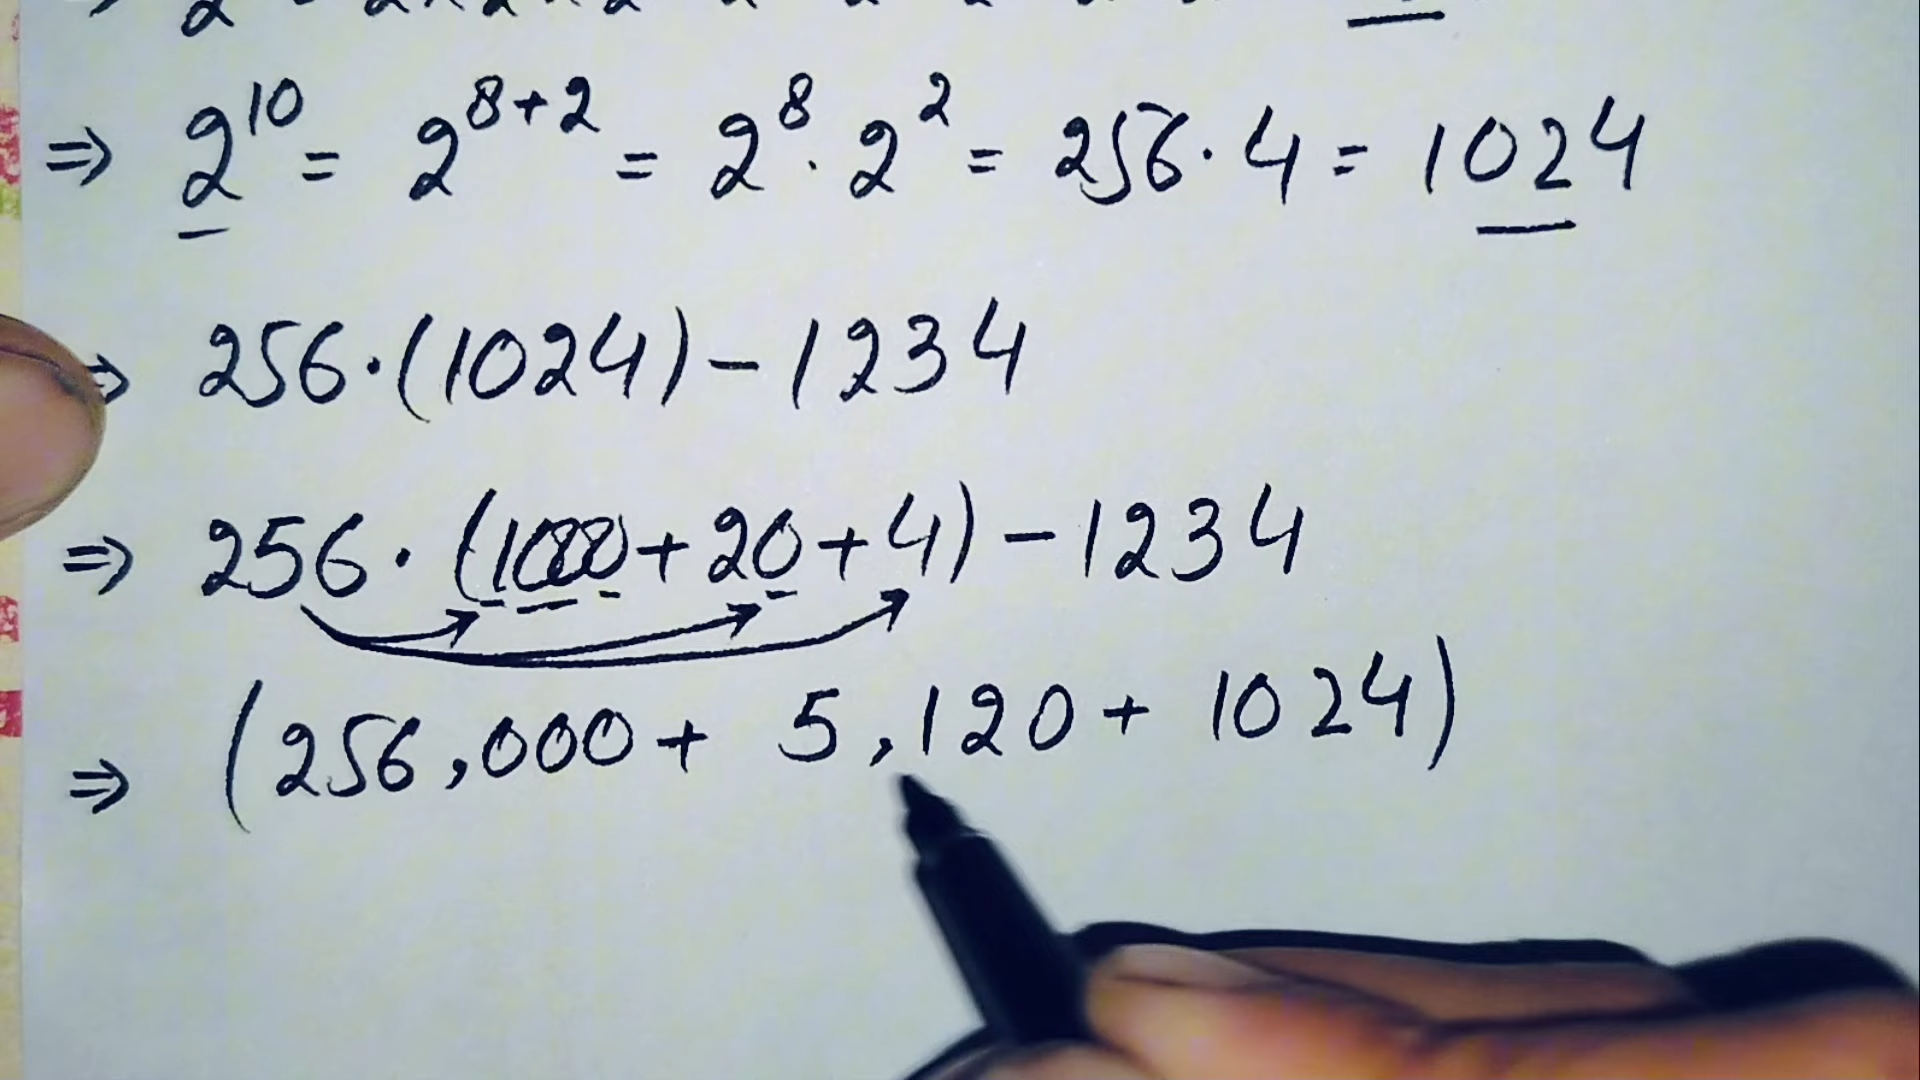 ⇒ 2^10 = 2^8+2 = 2^8 · 2^2 = 256 · 4 = 1024
⇒ 256·(1024) - 1234
⇒ 256 · (1000 + 20 + 4) - 1234
⇒ (256,000 + 5,120 + 1024)